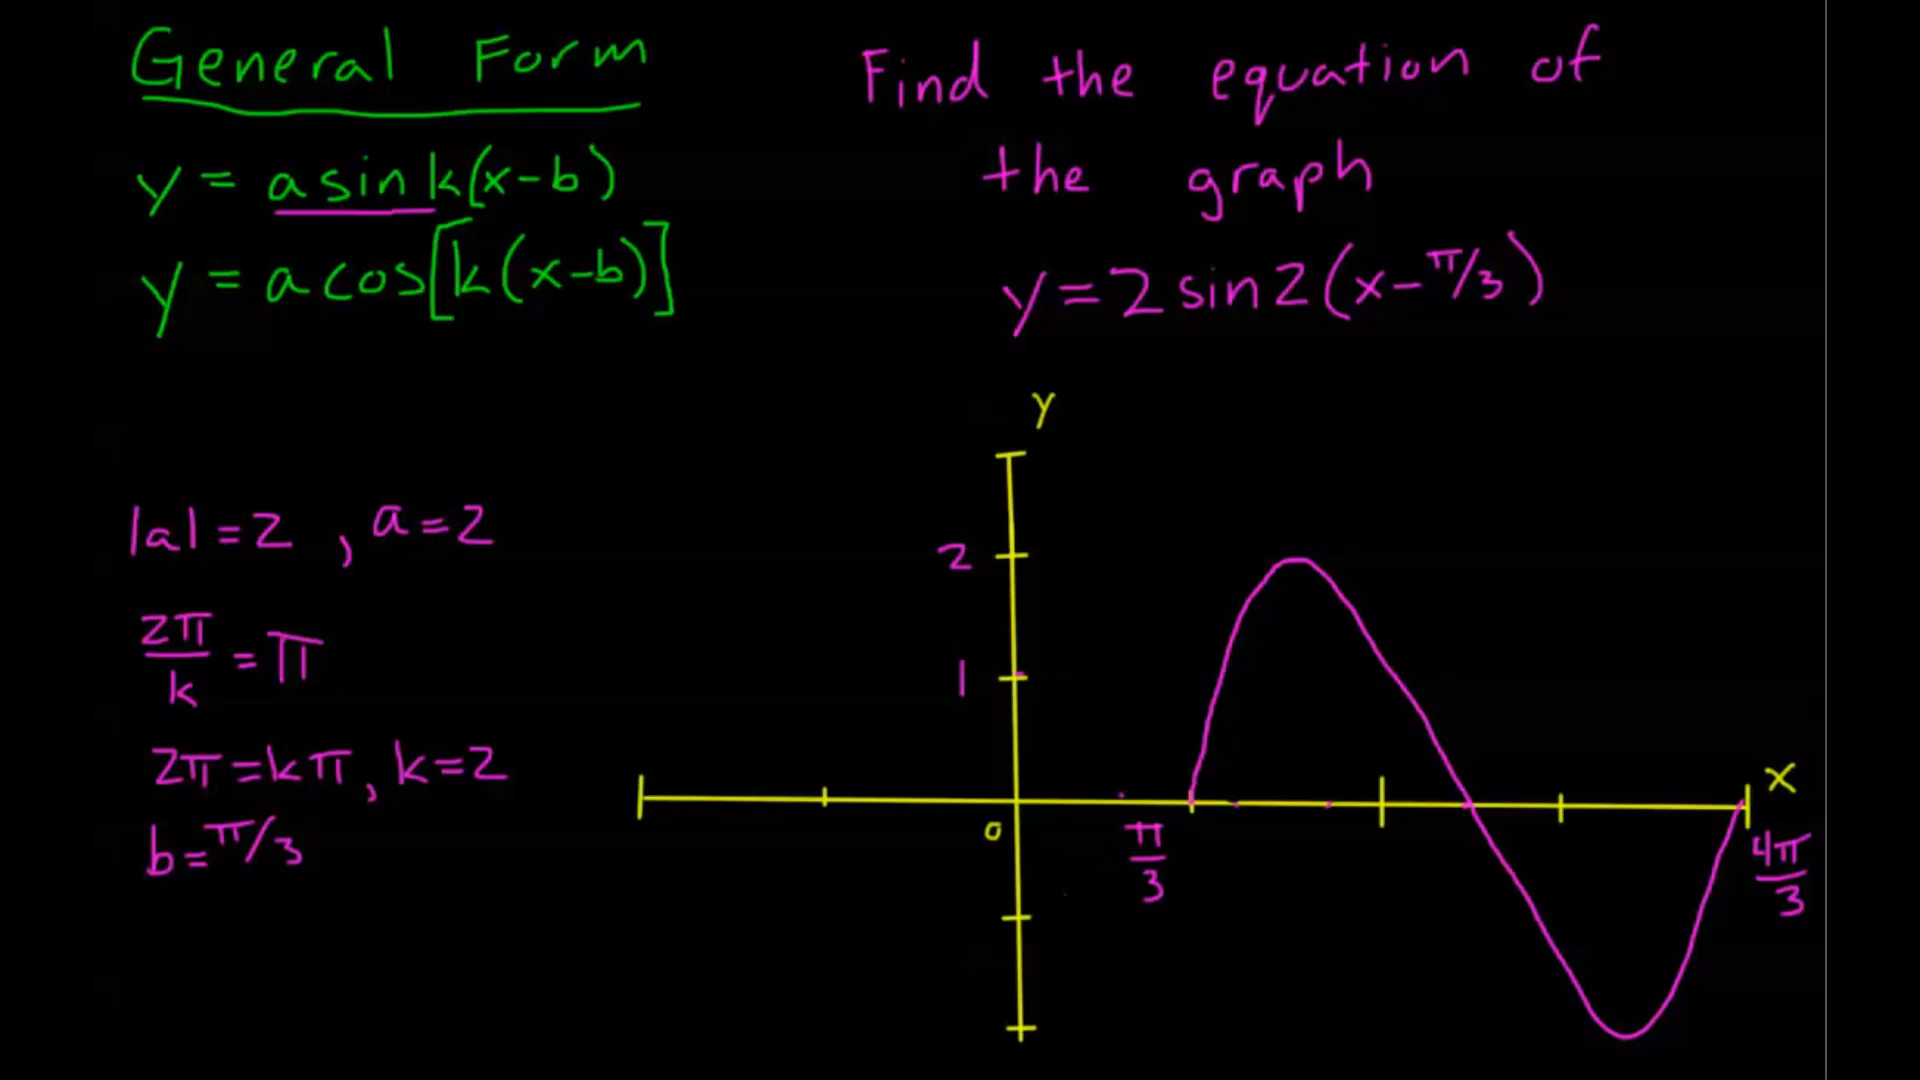 General Form
y = a sin k(x-b)
y = a cos[k(x-b)]
Find the equation of
the graph
y = 2 sin 2(x - π/3)
|a| = 2 , a = 2
2π/k = π
2π = kπ, k = 2
b = π/3
y
2
1
0
x
π/3
4π/3